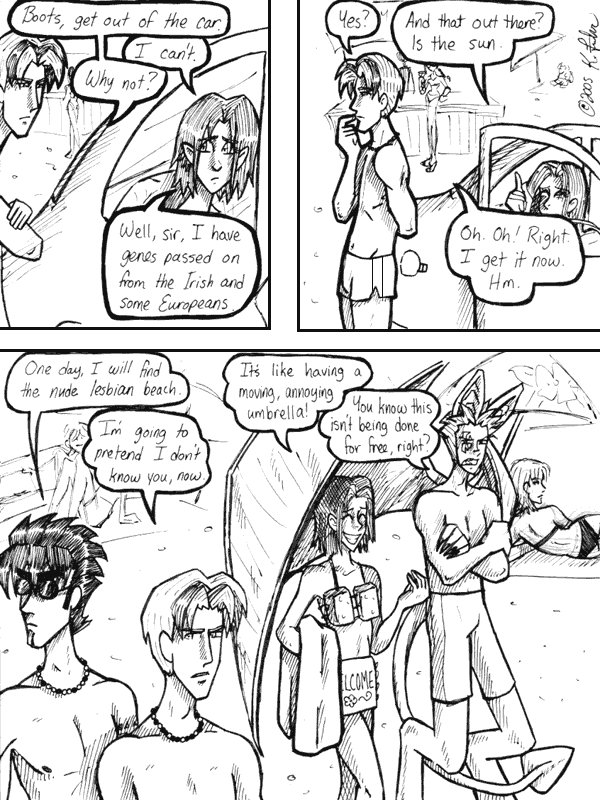 Boots, get out of the car.
I can't.
Why not?
Well, sir, I have
genes passed on
from the Irish and
some Europeans
Yes?
And that out there?
Is the sun.
Oh. Oh! Right.
I get it now.
Hm.
©2005 K.
One day, I will find
the nude lesbian beach.
I'm going to
pretend I don't
know you, now.
It's like having a
moving, annoying
umbrella!
You know this
isn't being done
for free, right?
ELCOME